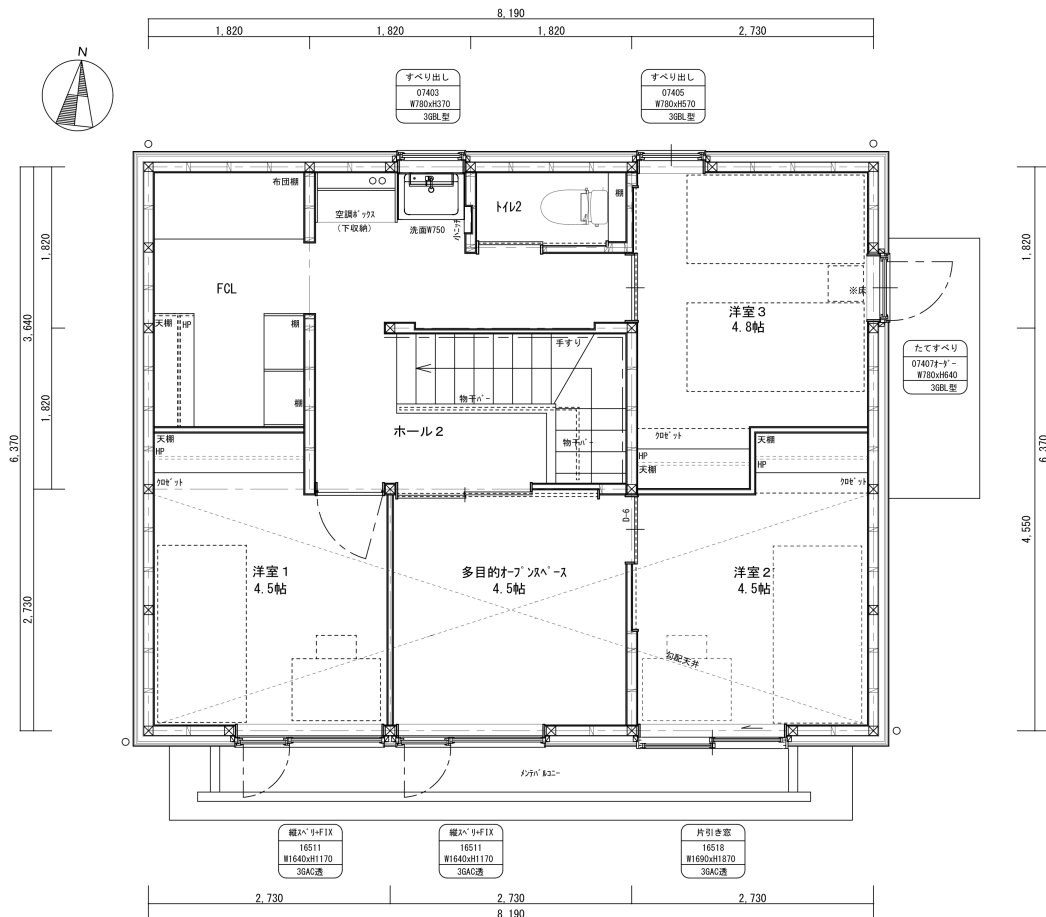 8,190
1,820
1,820
1,820
2,730
N
すべり出し
07403
W780xH370
3GBL型
すべり出し
07405
W780xH570
3GBL型
布団棚
空調ボックス
(下収納)
洗面W750
小ニッチ
トイレ2
棚
FCL
天棚
HP
棚
棚
洋室3
4.8帖
※床
たてすべり
07407オーダー
W780xH640
3GBL型
手すり
物干バー
物干バー
ホール2
クロゼット
HP
天棚
天棚
HP
クロゼット
天棚
HP
クロゼット
D-6
洋室1
4.5帖
多目的オープンスペース
4.5帖
洋室2
4.5帖
勾配天井
メンテバルコニー
縦スベリ+FIX
16511
W1640xH1170
3GAC透
縦スベリ+FIX
16511
W1640xH1170
3GAC透
片引き窓
16518
W1690xH1870
3GAC透
6,370
3,640
2,730
1,820
1,820
1,820
4,550
6,370
2,730
2,730
2,730
8,190